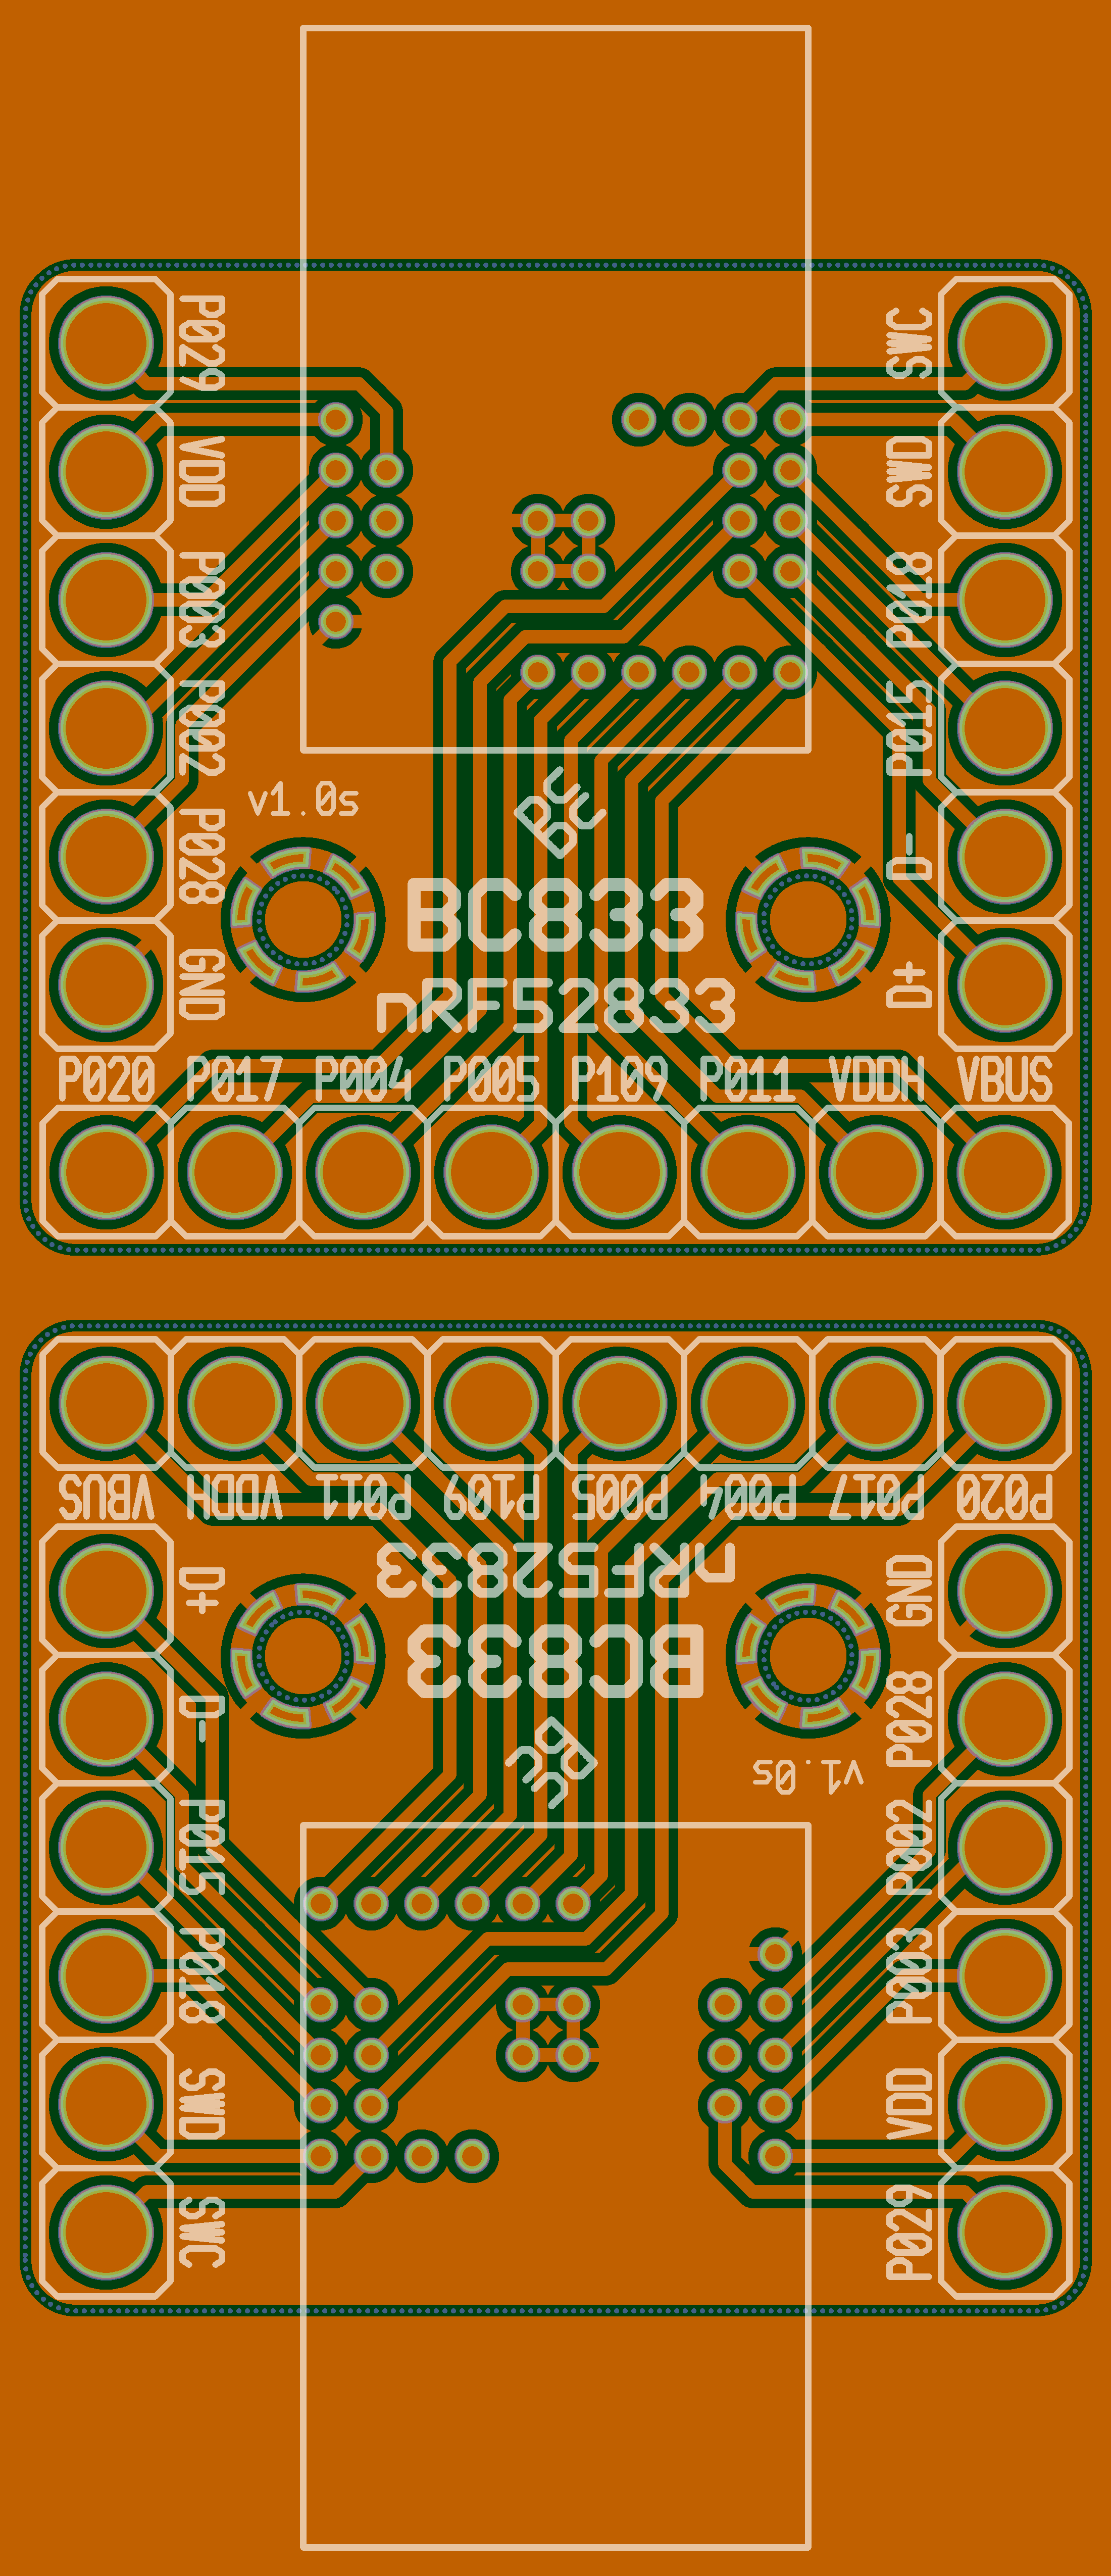 P029
SWC
VDD
SWD
P003
P018
P002
P015
v1.0s
BC
P028
D-
BC833
GND
D+
nRF52833
P020 P017 P004 P005 P109 P011 VDDH VBUS
VBUS VDDH P011 P109 P005 P004 P017 P020
nRF52833
D+
GND
BC833
D-
P028
BC
v1.0s
P015
P002
P018
P003
SWD
VDD
SWC
P029